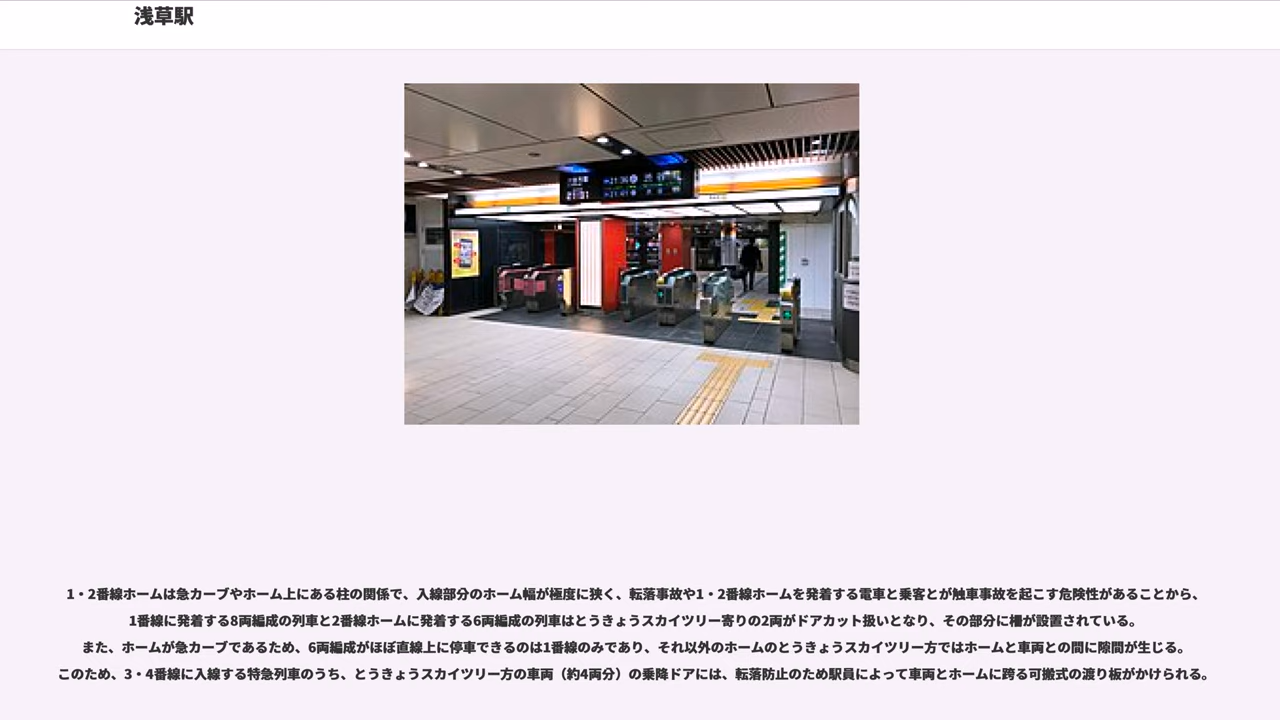 浅草駅
1・2番線ホームは急カーブやホーム上にある柱の関係で、入線部分のホーム幅が極度に狭く、転落事故や1・2番線ホームを発着する電車と乗客とが触車事故を起こす危険性があることから、
1番線に発着する8両編成の列車と2番線ホームに発着する6両編成の列車はとうきょうスカイツリー寄りの2両がドアカット扱いとなり、その部分に柵が設置されている。
また、ホームが急カーブであるため、6両編成がほぼ直線上に停車できるのは1番線のみであり、それ以外のホームのとうきょうスカイツリー方ではホームと車両との間に隙間が生じる。
このため、3・4番線に入線する特急列車のうち、とうきょうスカイツリー方の車両（約4両分）の乗降ドアには、転落防止のため駅員によって車両とホームに跨る可搬式の渡り板がかけられる。